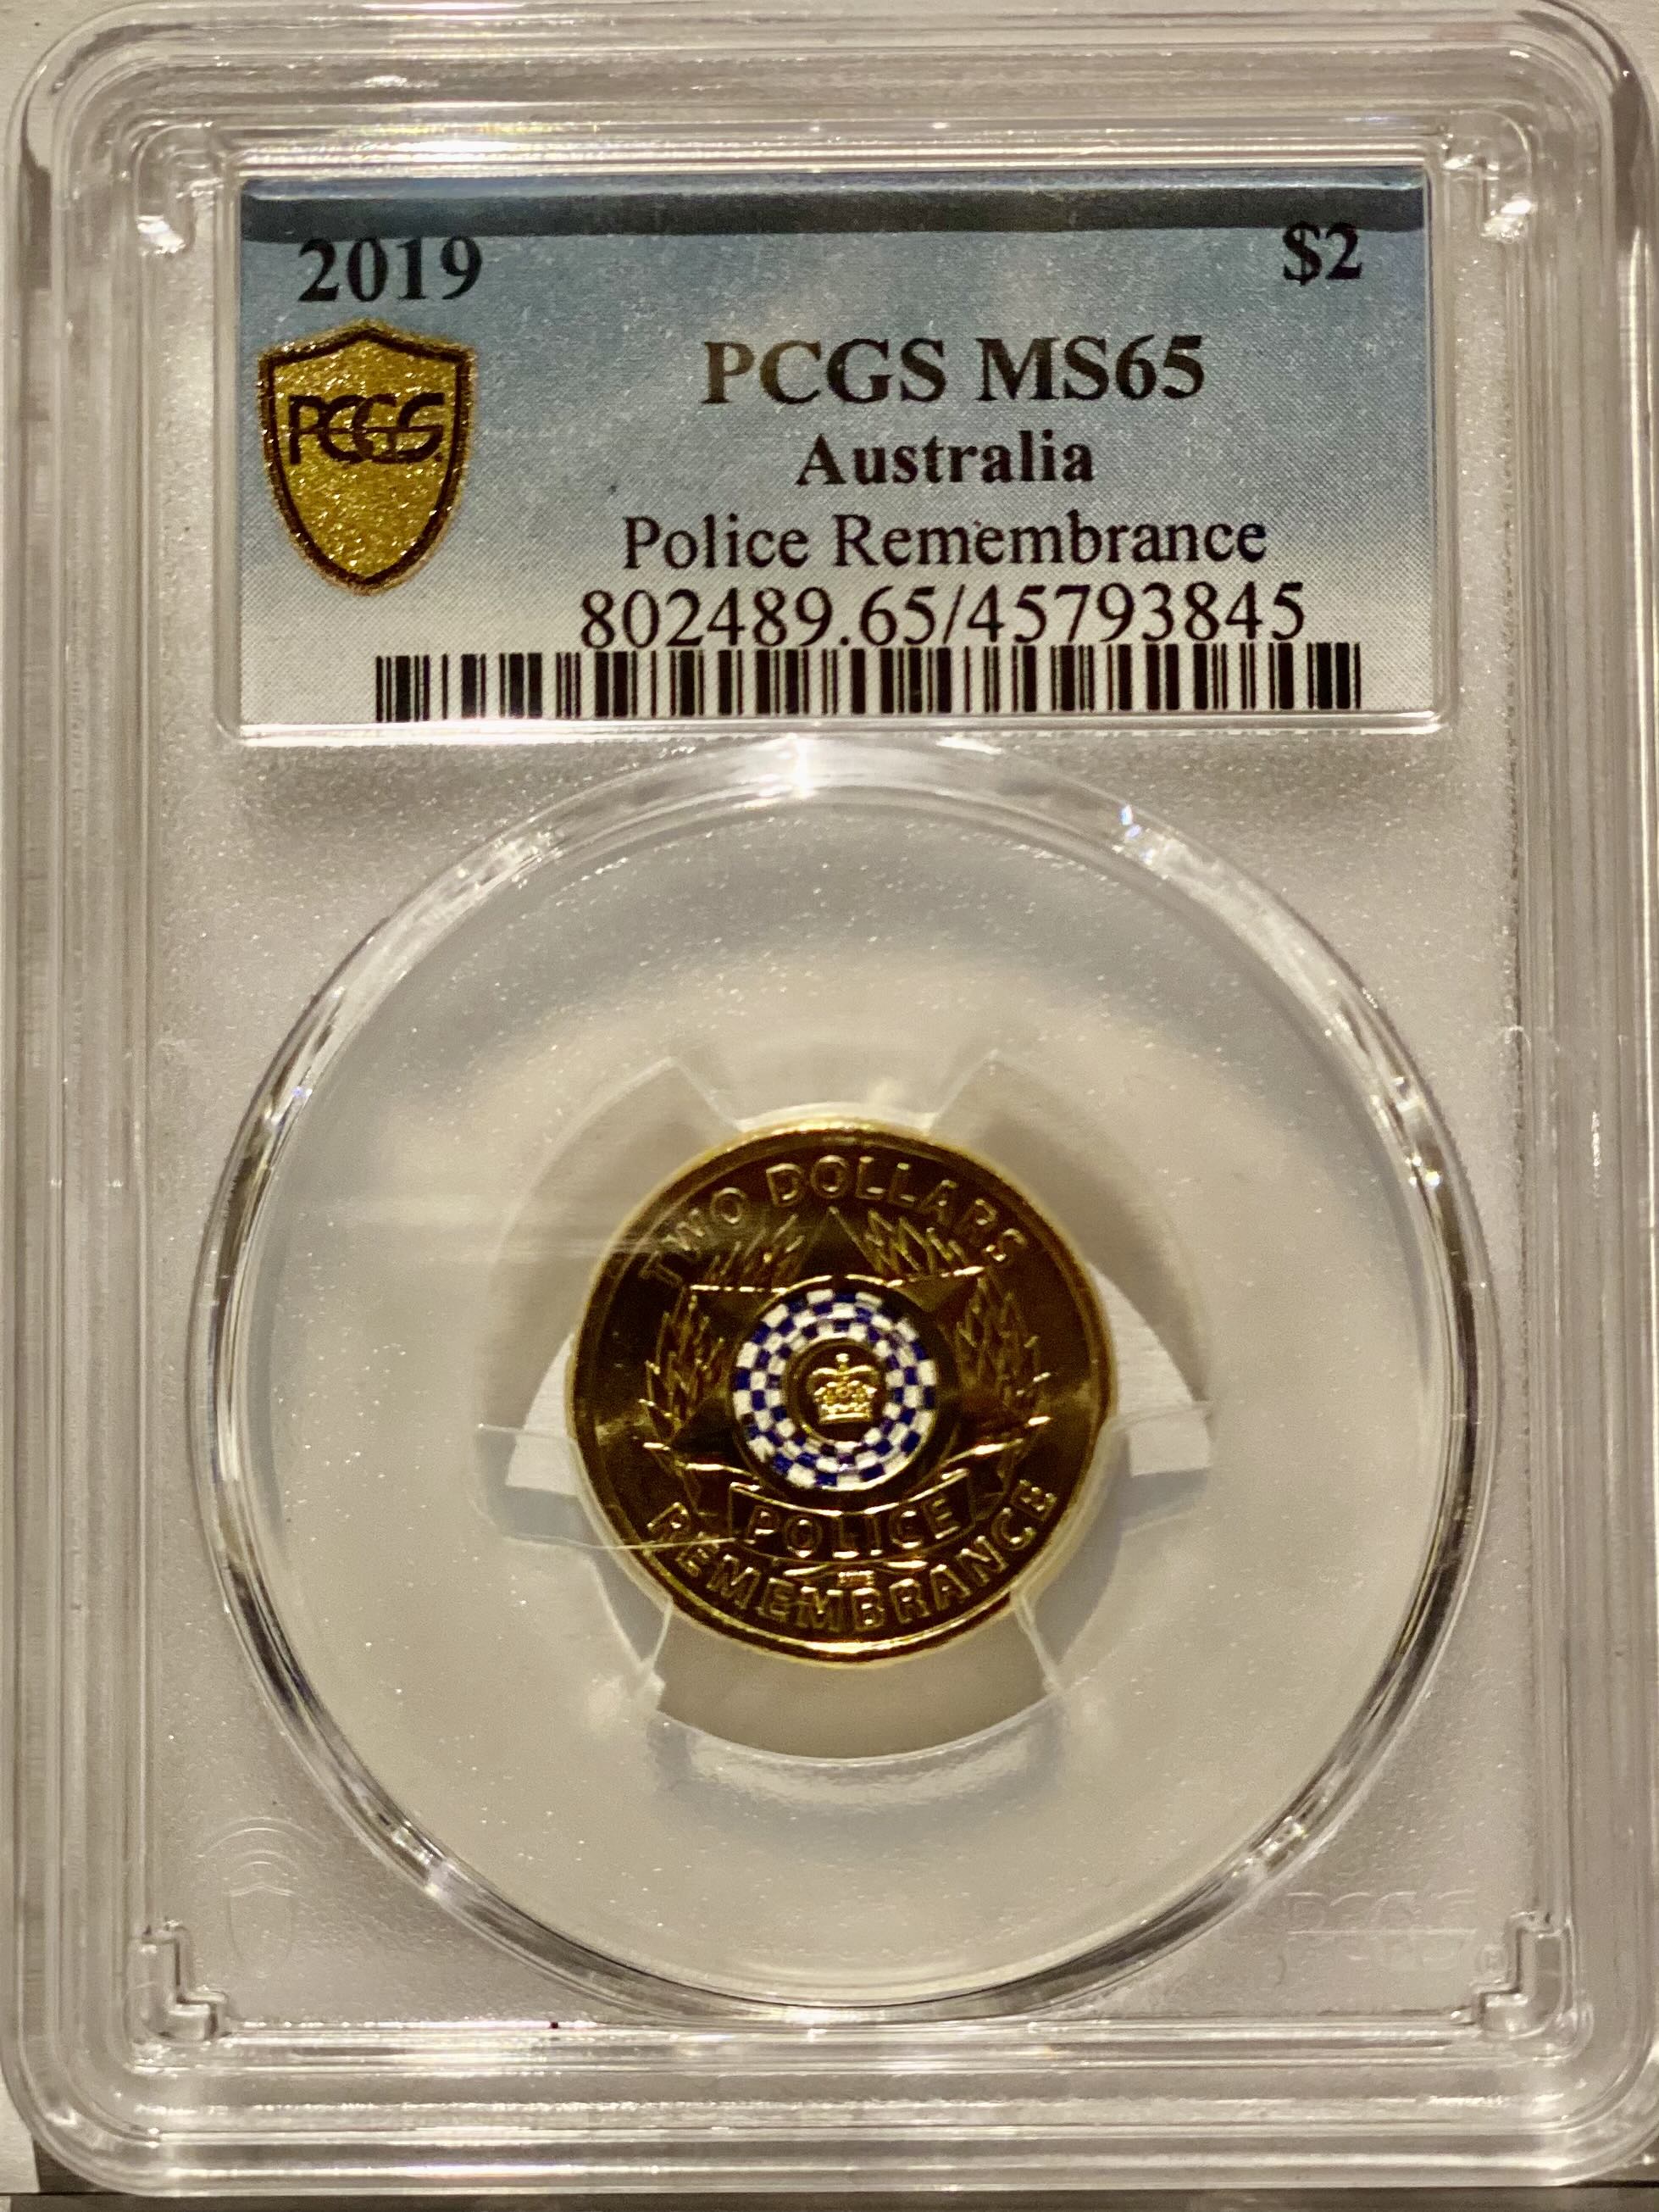 2019
$2
PCGS MS65
PCGS
Australia
Police Remembrance
802489.65/45793845
TWO DOLLARS
POLICE
REMEMBRANCE